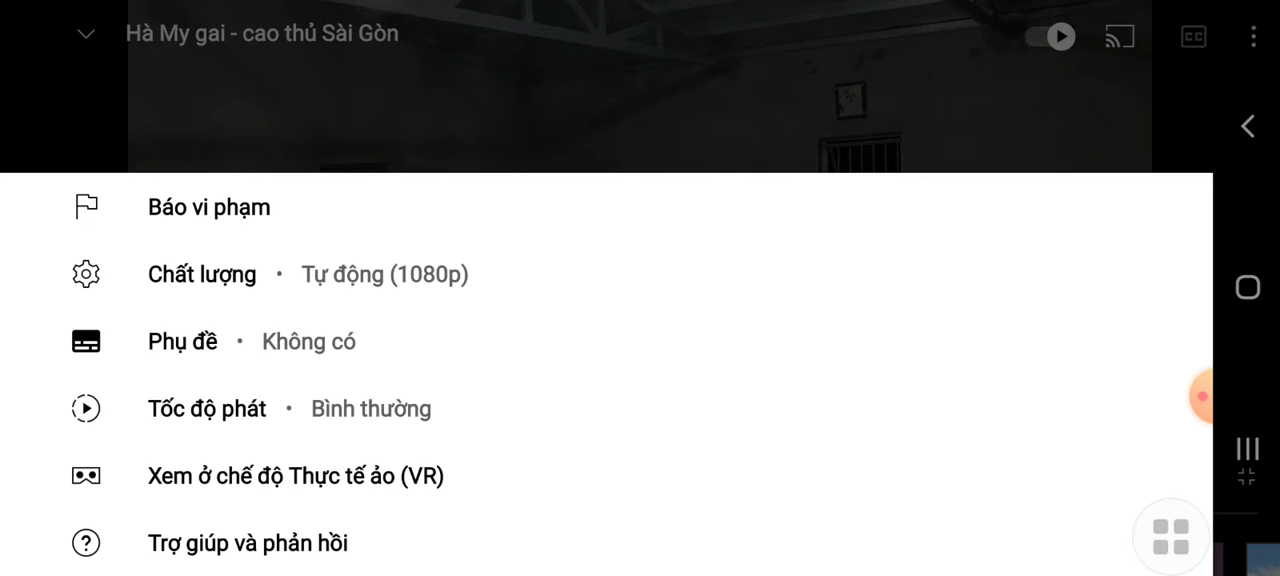 Hà My gai - cao thủ Sài Gòn
CC
Báo vi phạm
Chất lượng • Tự động (1080p)
Phụ đề • Không có
Tốc độ phát • Bình thường
Xem ở chế độ Thực tế ảo (VR)
Trợ giúp và phản hồi